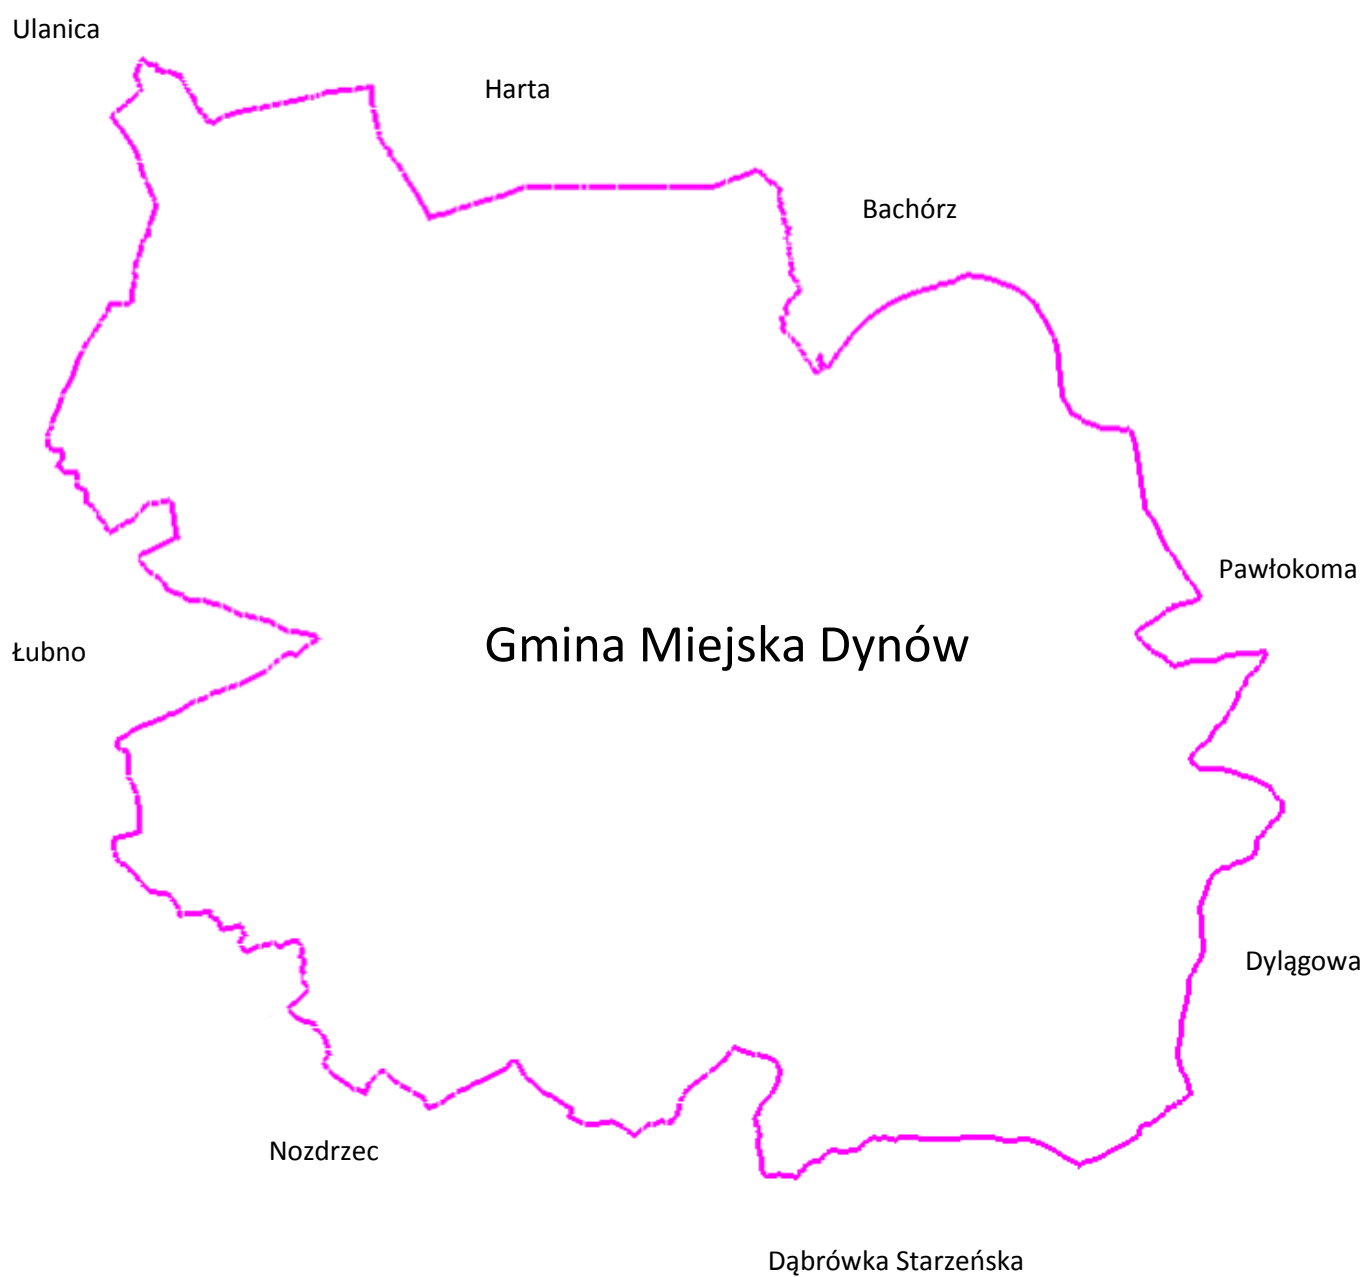 Ulanica
Harta
Bachórz
Pawłokoma
Gmina Miejska Dynów
Łubno
Dylągowa
Nozdrzec
Dąbrówka Starzeńska